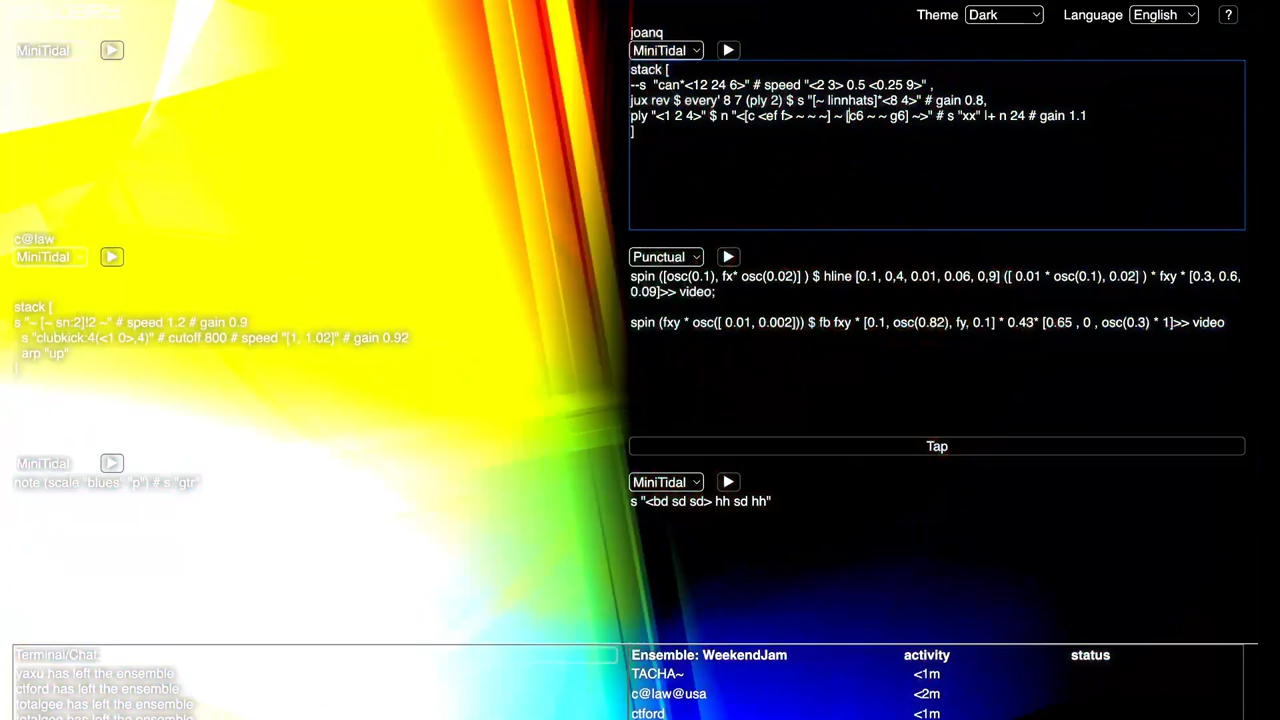 Theme Dark Language English ?
MiniTidal
joanq
MiniTidal
stack [
--s "can*<12 24 6>" # speed "<2 3> 0.5 <0.25 9>" ,
jux rev $ every' 8 7 (ply 2) $ s "[~ linnhats]*<8 4>" # gain 0.8,
ply "<1 2 4>" $ n "<[c <ef f> ~ ~ ~] ~ [c6 ~ ~ g6] ~>" # s "xx" |+ n 24 # gain 1.1
]
c@law
MiniTidal
stack [
s "~ [~ sn:2]!2 ~" # speed 1.2 # gain 0.9
s "clubkick:4(<1 0>,4)" # cutoff 800 # speed "[1, 1.02]" # gain 0.92
arp "up"
]
Punctual
spin ([osc(0.1), fx* osc(0.02)] ) $ hline [0.1, 0,4, 0.01, 0.06, 0,9] ([ 0.01 * osc(0.1), 0.02] ) * fxy * [0.3, 0.6,
0.09]>> video;
spin (fxy * osc([ 0.01, 0.002])) $ fb fxy * [0.1, osc(0.82), fy, 0.1] * 0.43* [0.65 , 0 , osc(0.3) * 1]>> video
Tap
MiniTidal
note (scale "blues" "p") # s "gtr"
MiniTidal
s "<bd sd sd> hh sd hh"
Terminal/Chat:
yaxu has left the ensemble
ctford has left the ensemble
totalgee has left the ensemble
totalgee has left the ensemble
Ensemble: WeekendJam activity status
TACHA~ <1m
c@law@usa <2m
ctford <1m